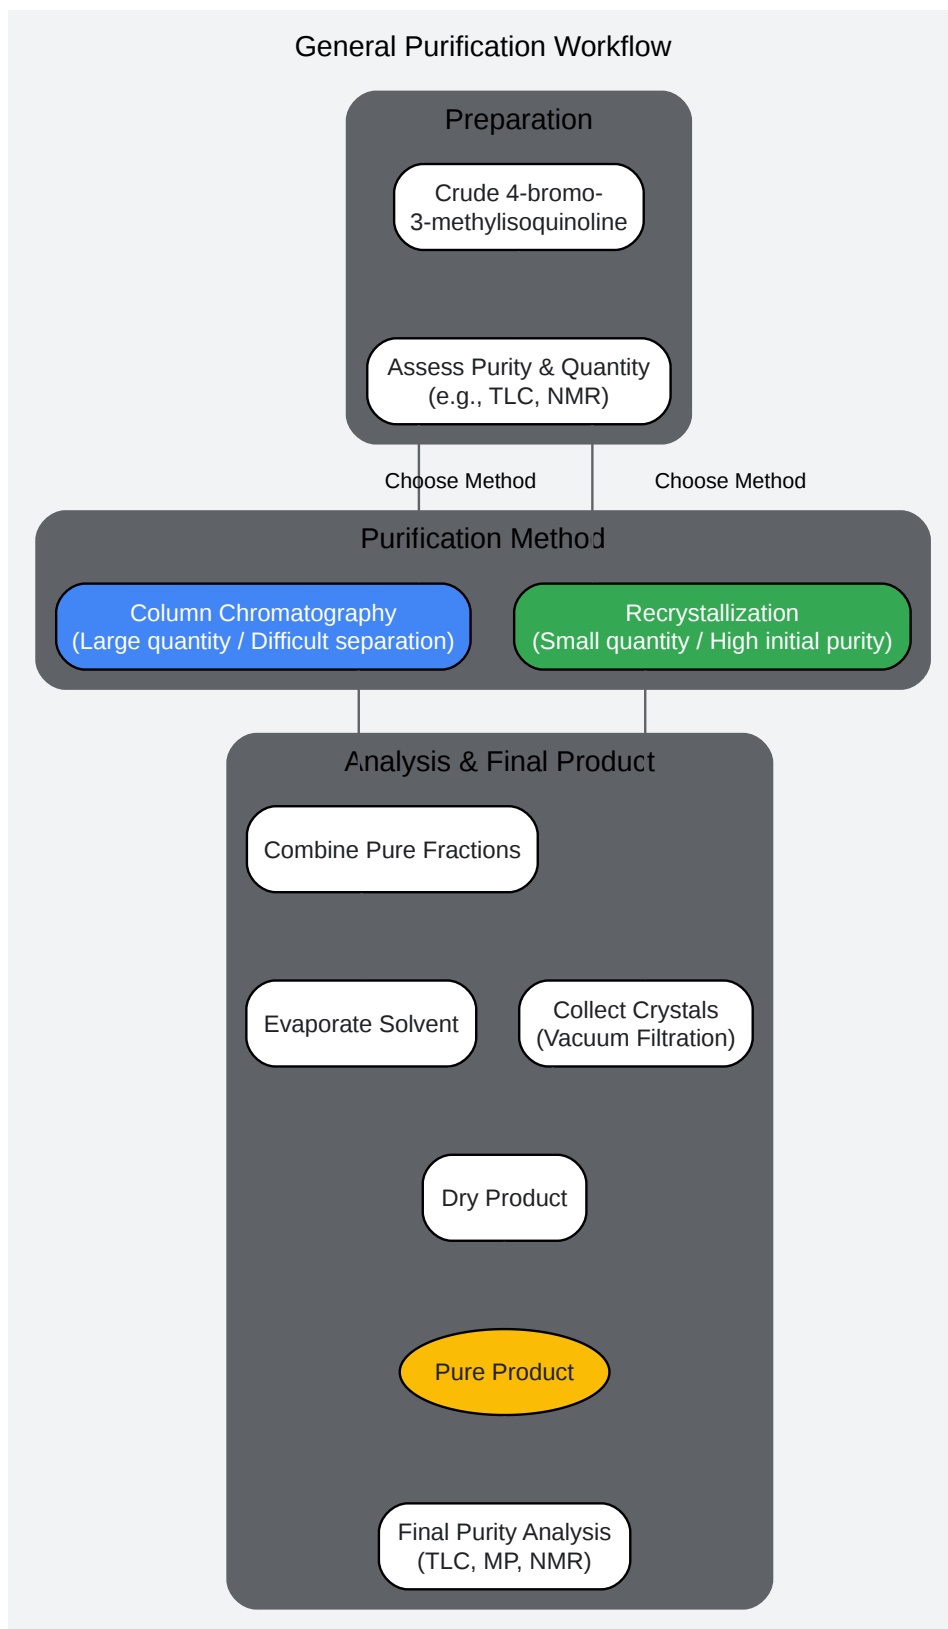 General Purification Workflow
Preparation
Crude 4-bromo-
3-methylisoquinoline
Assess Purity & Quantity
(e.g., TLC, NMR)
Choose Method
Choose Method
Purification Method
Column Chromatography
(Large quantity / Difficult separation)
Recrystallization
(Small quantity / High initial purity)
Analysis & Final Product
Combine Pure Fractions
Evaporate Solvent
Collect Crystals
(Vacuum Filtration)
Dry Product
Pure Product
Final Purity Analysis
(TLC, MP, NMR)